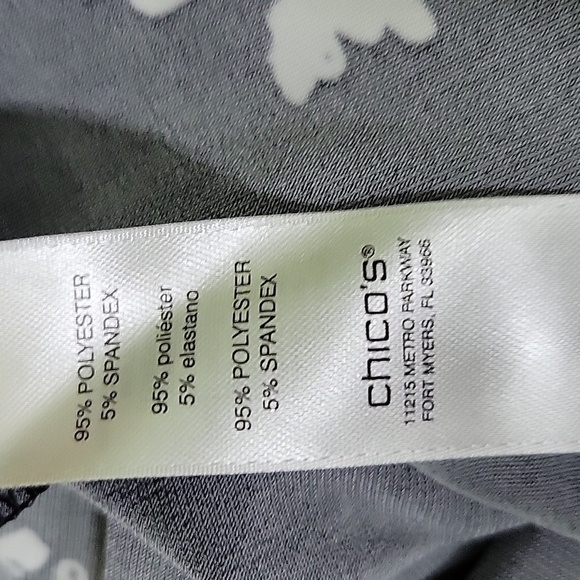 95% POLYESTER
5% SPANDEX
95% poliéster
5% elastano
95% POLYESTER
5% SPANDEX
chico's®
11215 METRO PARKWAY
FORT MYERS, FL 33966